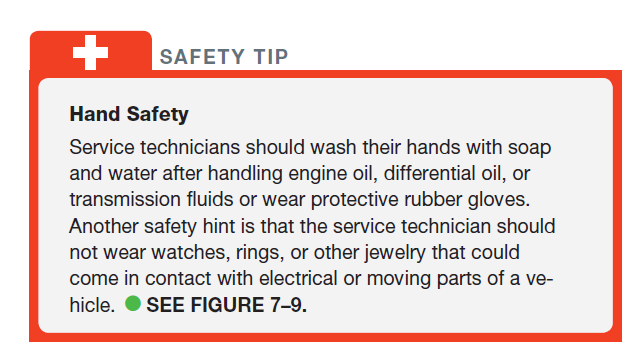 SAFETY TIP
Hand Safety
Service technicians should wash their hands with soap
and water after handling engine oil, differential oil, or
transmission fluids or wear protective rubber gloves.
Another safety hint is that the service technician should
not wear watches, rings, or other jewelry that could
come in contact with electrical or moving parts of a ve-
hicle. ● SEE FIGURE 7–9.